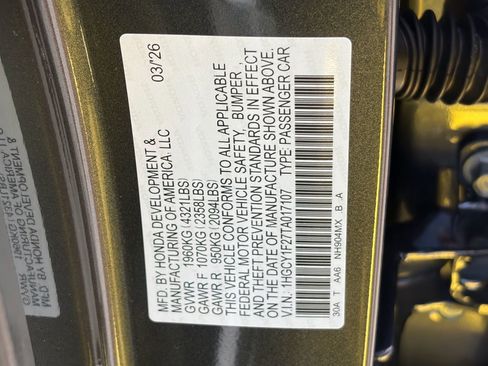 MFD. BY HONDA DEVELOPMENT & 03/26
MANUFACTURING OF AMERICA. LLC
GVWR 1960KG (4321LBS)
GAWR F 1070KG (2358LBS)
GAWR R 950KG (2094LBS)
THIS VEHICLE CONFORMS TO ALL APPLICABLE
FEDERAL MOTOR VEHICLE SAFETY, BUMPER,
AND THEFT PREVENTION STANDARDS IN EFFECT
ON THE DATE OF MANUFACTURE SHOWN ABOVE.
V.I.N. 1HGCY1F27TA017107 TYPE: PASSENGER CAR
30A T AA6 NH904MX B A